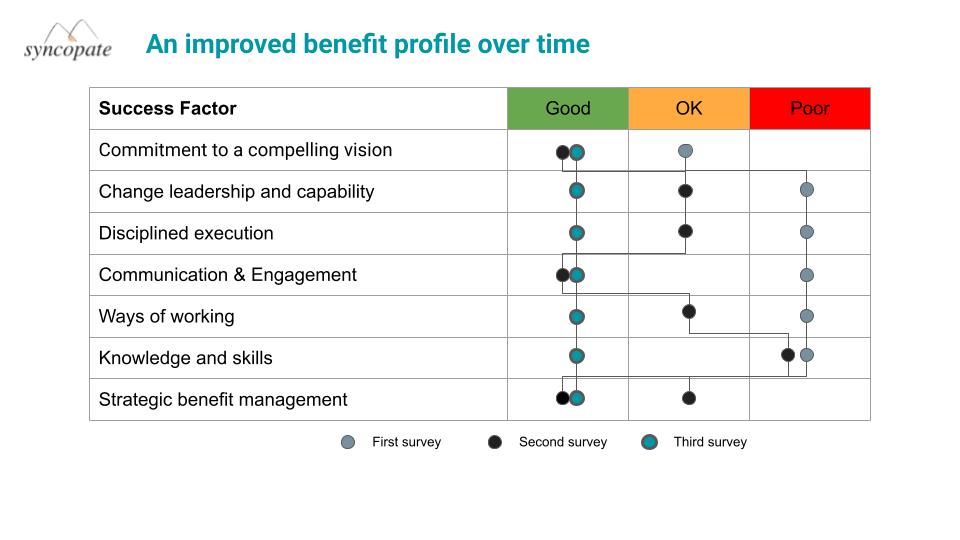 syncopate
An improved benefit profile over time
Success Factor Good OK Poor
Commitment to a compelling vision
Change leadership and capability
Disciplined execution
Communication & Engagement
Ways of working
Knowledge and skills
Strategic benefit management
First survey Second survey Third survey